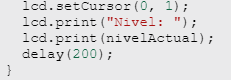 lcd.setCursor(0, 1);
lcd.print("Nivel: ");
lcd.print(nivelActual);
delay(200);
}